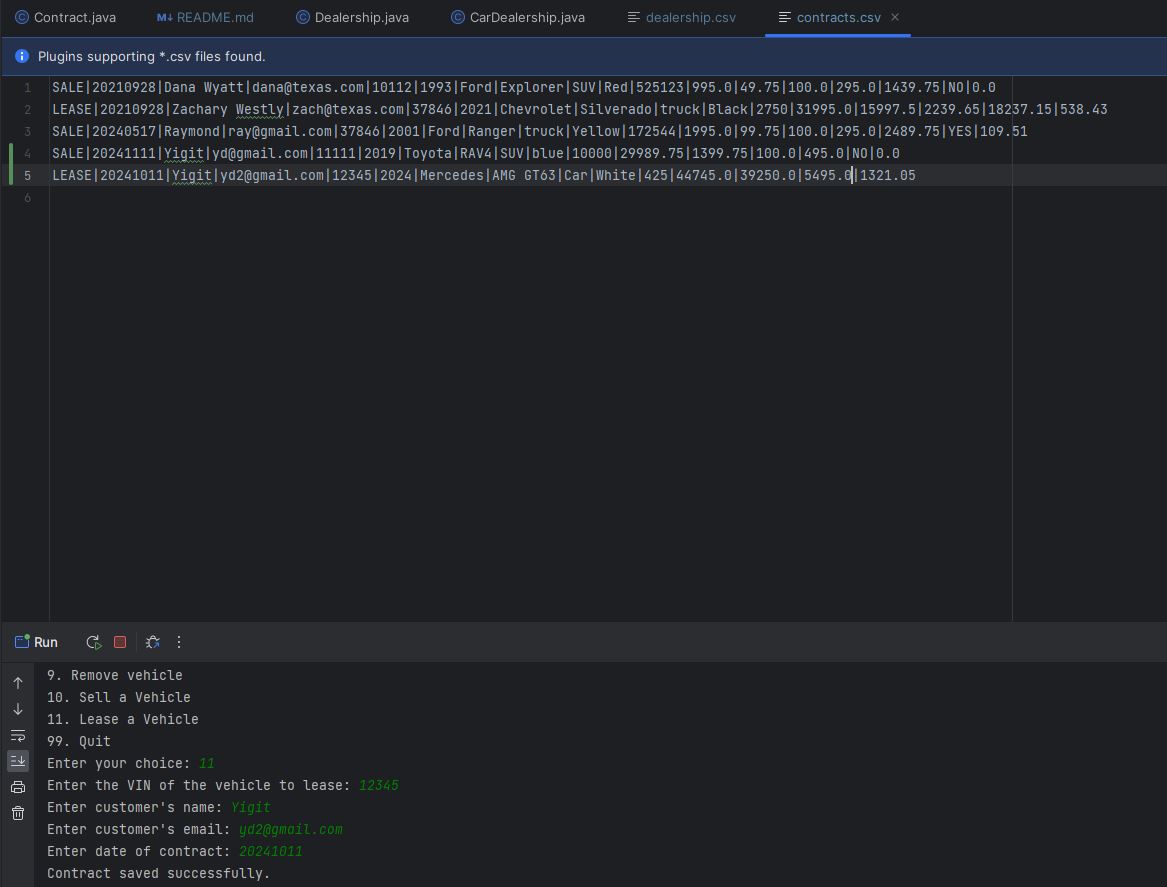 Contract.java README.md Dealership.java CarDealership.java dealership.csv contracts.csv
Plugins supporting *.csv files found.
1 SALE|20210928|Dana Wyatt|dana@texas.com|10112|1993|Ford|Explorer|SUV|Red|525123|995.0|49.75|100.0|295.0|1439.75|NO|0.0
2 LEASE|20210928|Zachary Westly|zach@texas.com|37846|2021|Chevrolet|Silverado|truck|Black|2750|31995.0|15997.5|2239.65|18237.15|538.43
3 SALE|20240517|Raymond|ray@gmail.com|37846|2001|Ford|Ranger|truck|Yellow|172544|1995.0|99.75|100.0|295.0|2489.75|YES|109.51
4 SALE|20241111|Yigit|yd@gmail.com|11111|2019|Toyota|RAV4|SUV|blue|10000|29989.75|1399.75|100.0|495.0|NO|0.0
5 LEASE|20241011|Yigit|yd2@gmail.com|12345|2024|Mercedes|AMG GT63|Car|White|425|44745.0|39250.0|5495.0|1321.05
6
Run
9. Remove vehicle
10. Sell a Vehicle
11. Lease a Vehicle
99. Quit
Enter your choice: 11
Enter the VIN of the vehicle to lease: 12345
Enter customer's name: Yigit
Enter customer's email: yd2@gmail.com
Enter date of contract: 20241011
Contract saved successfully.